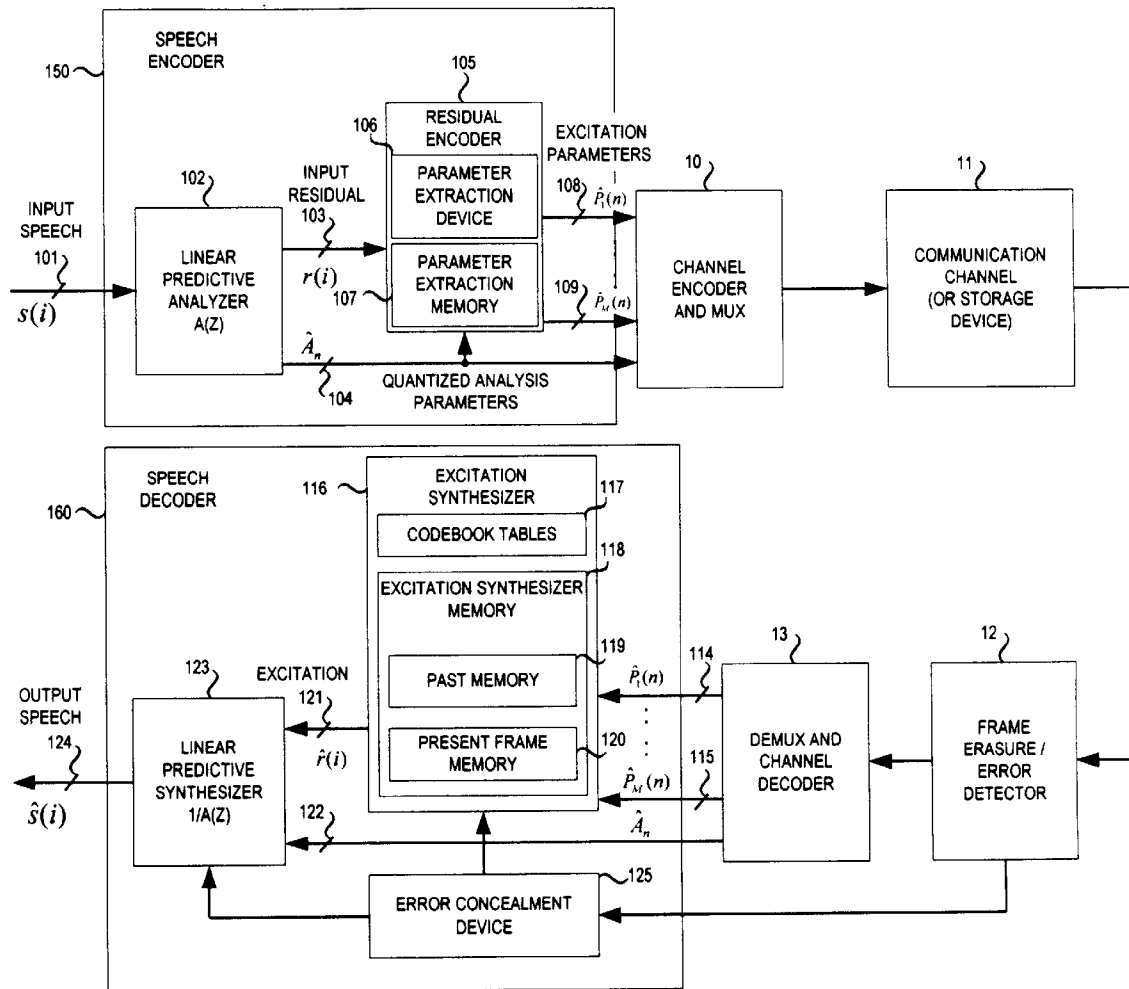 SPEECH
ENCODER
150
105
RESIDUAL
ENCODER
106
PARAMETER
EXTRACTION
DEVICE
PARAMETER
EXTRACTION
MEMORY
107
EXCITATION
PARAMETERS
108
P̂₁(n)
109
P̂_M(n)
10
CHANNEL
ENCODER
AND MUX
11
COMMUNICATION
CHANNEL
(OR STORAGE
DEVICE)
INPUT
SPEECH
101
s(i)
102
LINEAR
PREDICTIVE
ANALYZER
A(Z)
INPUT
RESIDUAL
103
r(i)
Â_n
104
QUANTIZED ANALYSIS
PARAMETERS
SPEECH
DECODER
160
116
EXCITATION
SYNTHESIZER
117
CODEBOOK TABLES
118
EXCITATION SYNTHESIZER
MEMORY
119
PAST MEMORY
120
PRESENT FRAME
MEMORY
OUTPUT
SPEECH
124
ŝ(i)
123
LINEAR
PREDICTIVE
SYNTHESIZER
1/A(Z)
EXCITATION
121
r̂(i)
122
P̂₁(n)
114
P̂_M(n)
115
Â_n
13
DEMUX AND
CHANNEL
DECODER
12
FRAME
ERASURE /
ERROR
DETECTOR
125
ERROR CONCEALMENT
DEVICE